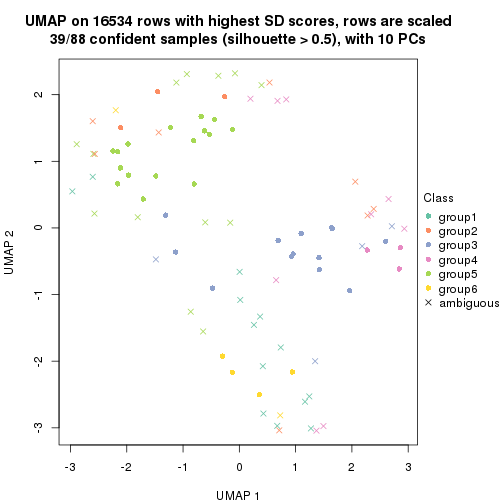 UMAP on 16534 rows with highest SD scores, rows are scaled
39/88 confident samples (silhouette > 0.5), with 10 PCs
2
1
0
-1
-2
-3
UMAP 2
-3
-2
-1
0
1
2
3
UMAP 1
Class
group1
group2
group3
group4
group5
group6
ambiguous